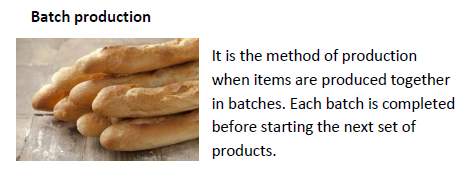 Batch production
It is the method of production
when items are produced together
in batches. Each batch is completed
before starting the next set of
products.